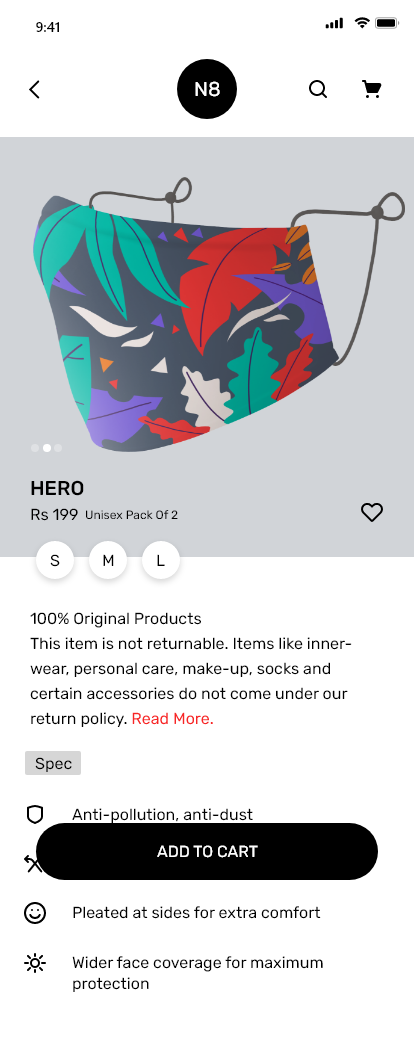 9:41
N8
HERO
Rs 199 Unisex Pack Of 2
S M L
100% Original Products
This item is not returnable. Items like inner-
wear, personal care, make-up, socks and
certain accessories do not come under our
return policy. Read More.
Spec
Anti-pollution, anti-dust
ADD TO CART
Pleated at sides for extra comfort
Wider face coverage for maximum
protection